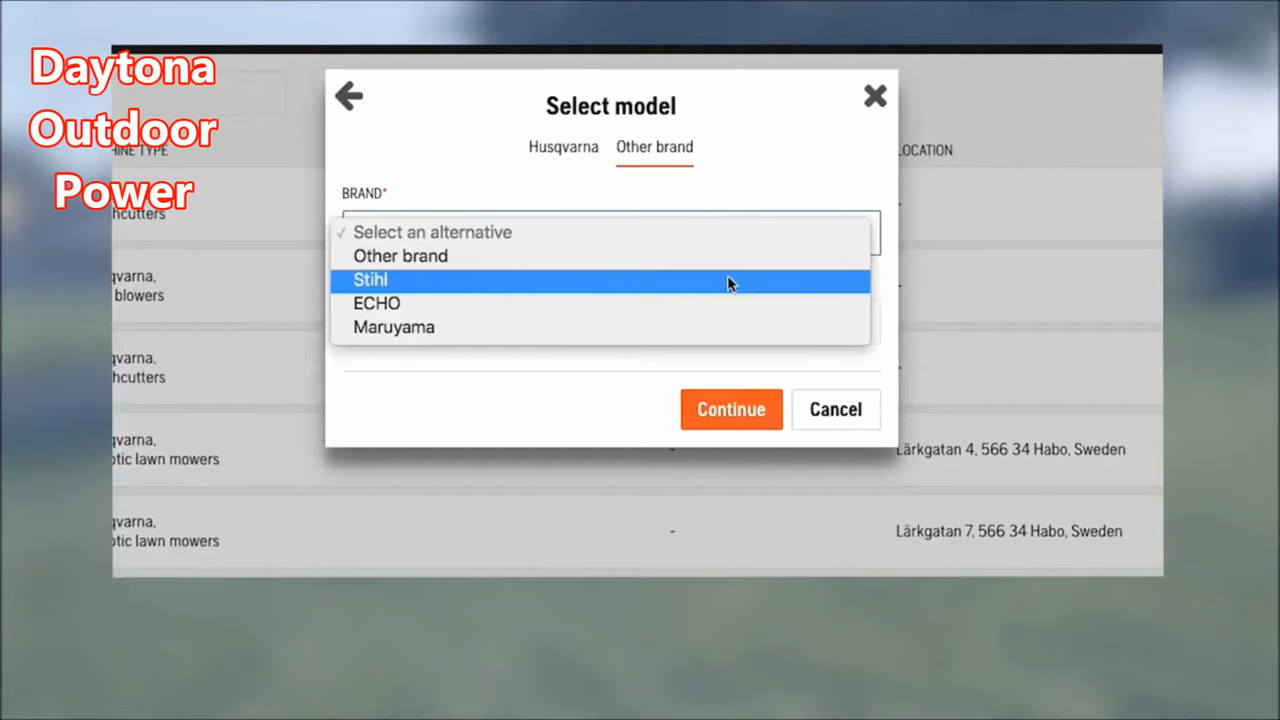 Daytona
Outdoor
Power
HINE TYPE
LOCATION
hcutters
-
qvarna,
blowers
-
qvarna,
hcutters
-
qvarna,
otic lawn mowers
-
Lärkgatan 4, 566 34 Habo, Sweden
qvarna,
otic lawn mowers
-
Lärkgatan 7, 566 34 Habo, Sweden
Select model
Husqvarna
Other brand
BRAND*
✓ Select an alternative
Other brand
Stihl
ECHO
Maruyama
Continue
Cancel